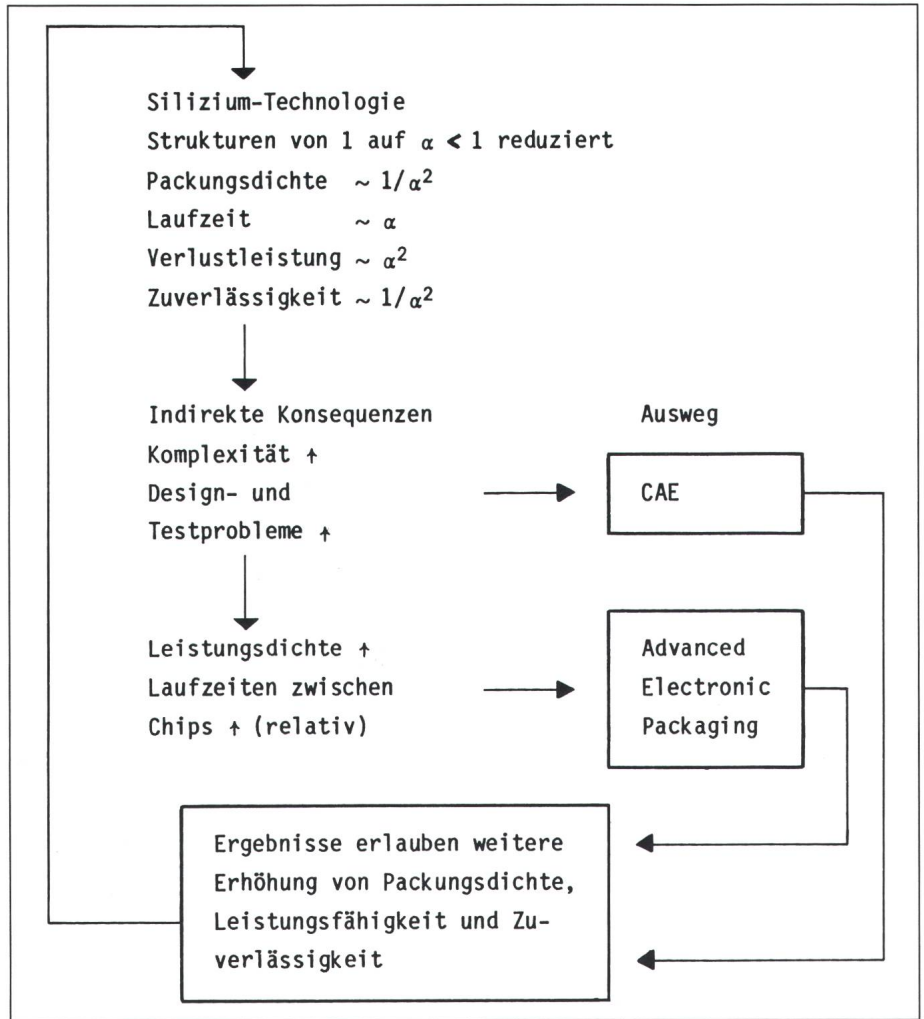 Silizium-Technologie
Strukturen von 1 auf α < 1 reduziert
Packungsdichte ~ 1/α²
Laufzeit ~ α
Verlustleistung ~ α²
Zuverlässigkeit ~ 1/α²
Indirekte Konsequenzen
Komplexität ↑
Design- und
Testprobleme ↑
Ausweg
CAE
Leistungsdichte ↑
Laufzeiten zwischen
Chips ↑ (relativ)
Advanced
Electronic
Packaging
Ergebnisse erlauben weitere
Erhöhung von Packungsdichte,
Leistungsfähigkeit und Zu-
verlässigkeit